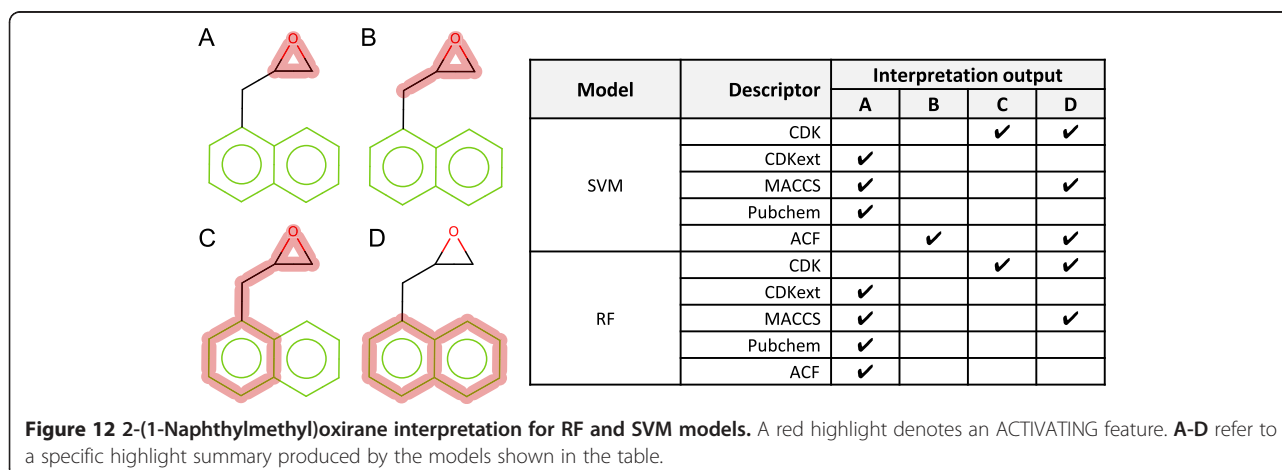 A
B
O
O
C
D
O
O
Model Descriptor Interpretation output
A B C D
SVM
CDK ✔ ✔
CDKext ✔
MACCS ✔ ✔
Pubchem ✔
ACF ✔ ✔
RF
CDK ✔ ✔
CDKext ✔
MACCS ✔ ✔
Pubchem ✔
ACF ✔
Figure 12 2-(1-Naphthylmethyl)oxirane interpretation for RF and SVM models. A red highlight denotes an ACTIVATING feature. A-D refer to
a specific highlight summary produced by the models shown in the table.